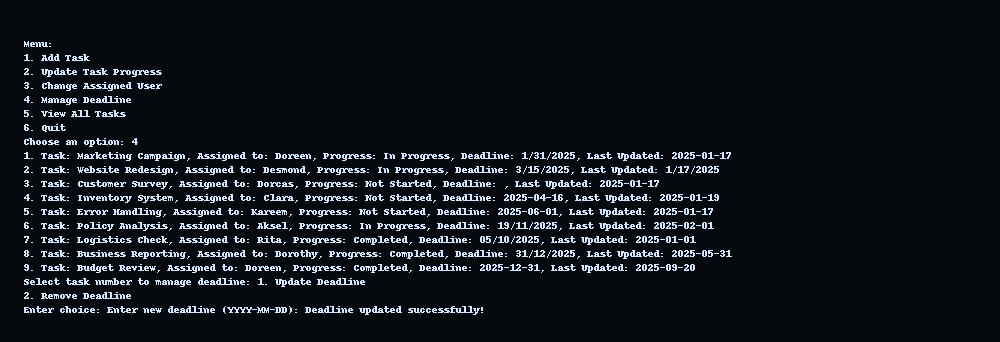 Menu:
1. Add Task
2. Update Task Progress
3. Change Assigned User
4. Manage Deadline
5. View All Tasks
6. Quit
Choose an option: 4
1. Task: Marketing Campaign, Assigned to: Doreen, Progress: In Progress, Deadline: 1/31/2025, Last Updated: 2025-01-17
2. Task: Website Redesign, Assigned to: Desmond, Progress: In Progress, Deadline: 3/15/2025, Last Updated: 1/17/2025
3. Task: Customer Survey, Assigned to: Dorcas, Progress: Not Started, Deadline: , Last Updated: 2025-01-17
4. Task: Inventory System, Assigned to: Clara, Progress: Not Started, Deadline: 2025-04-16, Last Updated: 2025-01-19
5. Task: Error Handling, Assigned to: Kareem, Progress: Not Started, Deadline: 2025-06-01, Last Updated: 2025-01-17
6. Task: Policy Analysis, Assigned to: Aksel, Progress: In Progress, Deadline: 19/11/2025, Last Updated: 2025-02-01
7. Task: Logistics Check, Assigned to: Rita, Progress: Completed, Deadline: 05/10/2025, Last Updated: 2025-01-01
8. Task: Business Reporting, Assigned to: Dorothy, Progress: Completed, Deadline: 31/12/2025, Last Updated: 2025-05-31
9. Task: Budget Review, Assigned to: Doreen, Progress: Completed, Deadline: 2025-12-31, Last Updated: 2025-09-20
Select task number to manage deadline: 1. Update Deadline
2. Remove Deadline
Enter choice: Enter new deadline (YYYY-MM-DD): Deadline updated successfully!